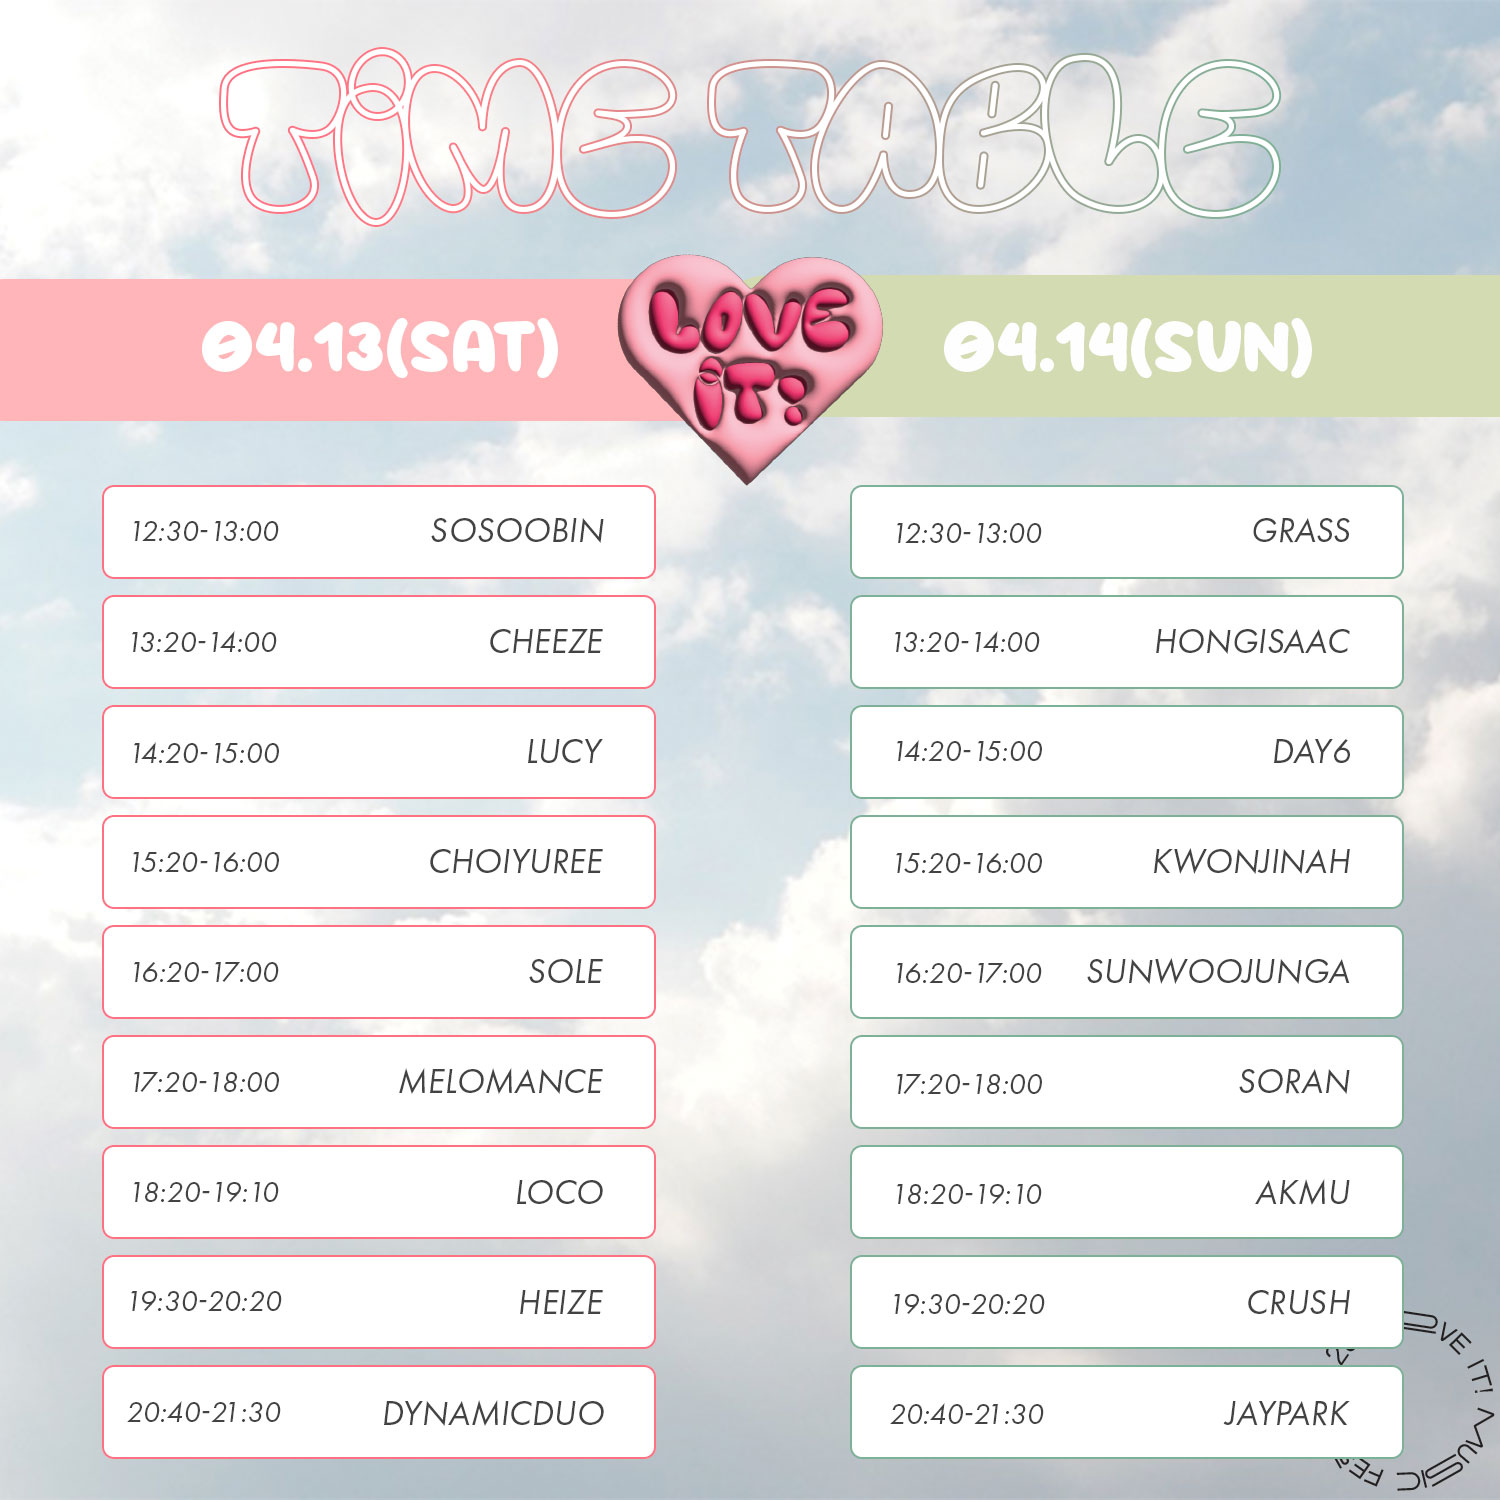 TIME TABLE
04.13(SAT)
LOVE
IT!
04.14(SUN)
12:30-13:00 SOSOOBIN
13:20-14:00 CHEEZE
14:20-15:00 LUCY
15:20-16:00 CHOIYUREE
16:20-17:00 SOLE
17:20-18:00 MELOMANCE
18:20-19:10 LOCO
19:30-20:20 HEIZE
20:40-21:30 DYNAMICDUO
12:30-13:00 GRASS
13:20-14:00 HONGISAAC
14:20-15:00 DAY6
15:20-16:00 KWONJINAH
16:20-17:00 SUNWOOJUNGA
17:20-18:00 SORAN
18:20-19:10 AKMU
19:30-20:20 CRUSH
20:40-21:30 JAYPARK
IT! MUSIC